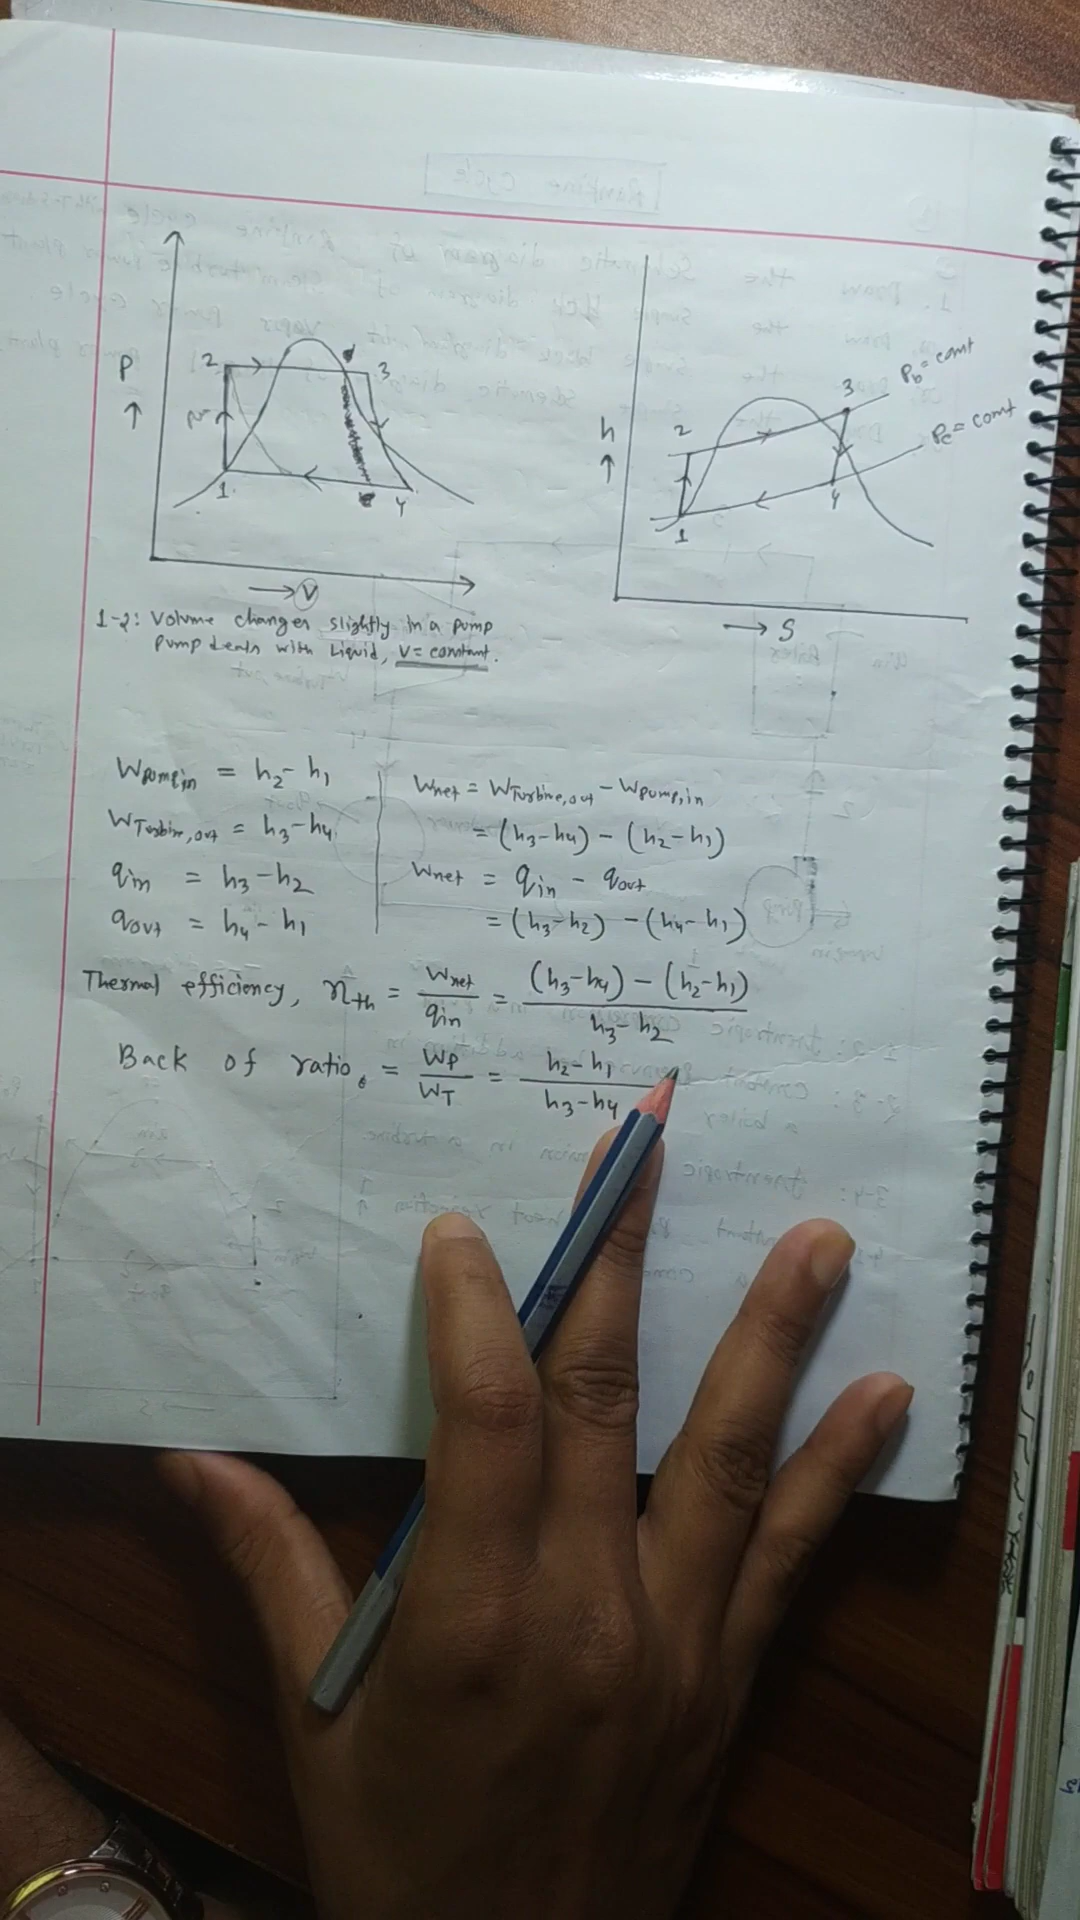 P
↑
2
3
1
4
→ V
h
↑
2
3
1
4
Pb = const
Pc = const
→ S
1-2: Volume changes slightly in a pump
Pump deals with Liquid, V = constant.
Wpump,in = h2 - h1
WTurbine,out = h3 - h4
qin = h3 - h2
qout = h4 - h1
Wnet = WTurbine,out - Wpump,in
= (h3 - h4) - (h2 - h1)
Wnet = qin - qout
= (h3 - h2) - (h4 - h1)
Thermal efficiency, ηth = Wnet / qin = (h3 - h4) - (h2 - h1) / h3 - h2
Back of ratio = WP / WT = h2 - h1 / h3 - h4